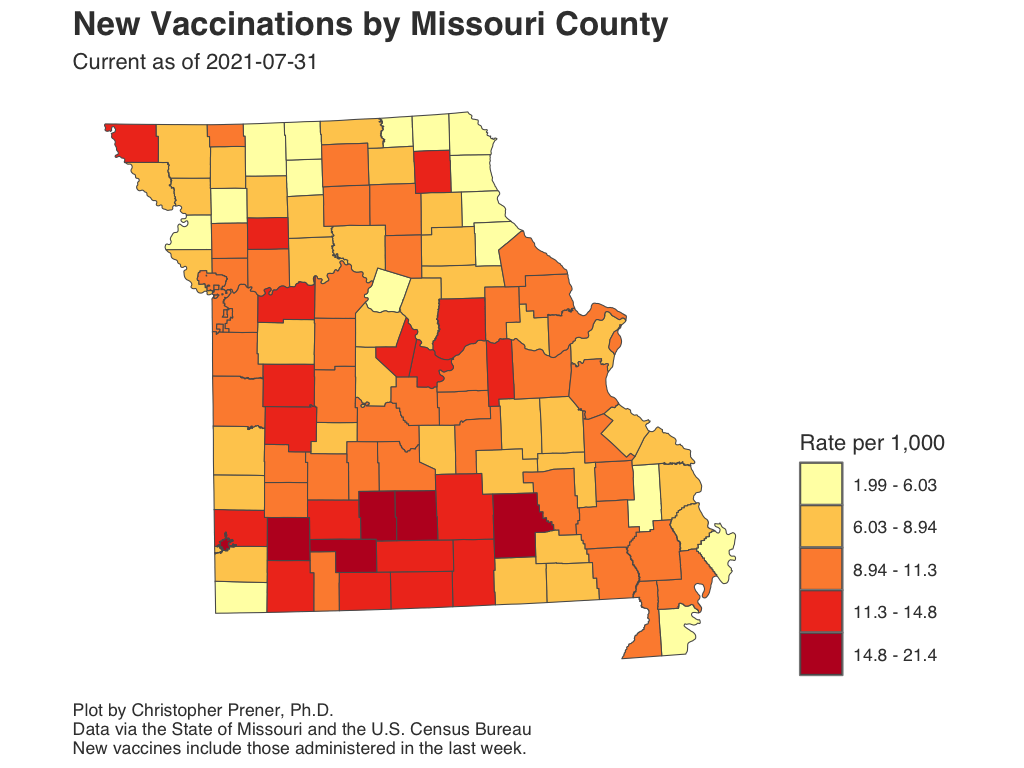 New Vaccinations by Missouri County
Current as of 2021-07-31
Rate per 1,000
1.99 - 6.03
6.03 - 8.94
8.94 - 11.3
11.3 - 14.8
14.8 - 21.4
Plot by Christopher Prener, Ph.D.
Data via the State of Missouri and the U.S. Census Bureau
New vaccines include those administered in the last week.